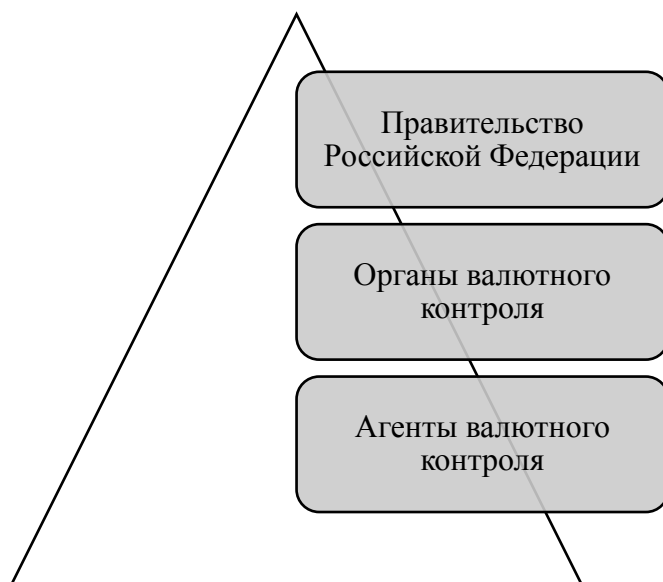 Правительство
Российской Федерации
Органы валютного
контроля
Агенты валютного
контроля